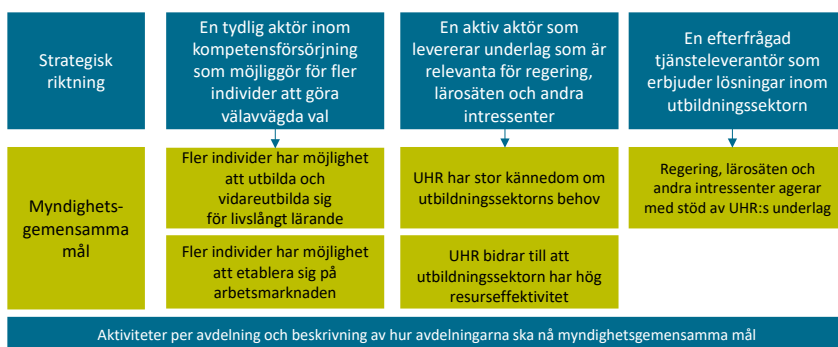 Strategisk
riktning
En tydlig aktör inom
kompetensförsörjning
som möjliggör för fler
individer att göra
välavvägda val
En aktiv aktör som
levererar underlag som är
relevanta för regering,
lärosäten och andra
intressenter
En efterfrågad
tjänsteleverantör som
erbjuder lösningar inom
utbildningssektorn
Myndighets-
gemensamma
mål
Fler individer har möjlighet
att utbilda och
vidareutbilda sig
för livslångt lärande
UHR har stor kännedom om
utbildningssektorns behov
Regering, lärosäten och
andra intressenter agerar
med stöd av UHR:s underlag
Fler individer har möjlighet
att etablera sig på
arbetsmarknaden
UHR bidrar till att
utbildningssektorn har hög
resurseffektivitet
Aktiviteter per avdelning och beskrivning av hur avdelningarna ska nå myndighetsgemensamma mål